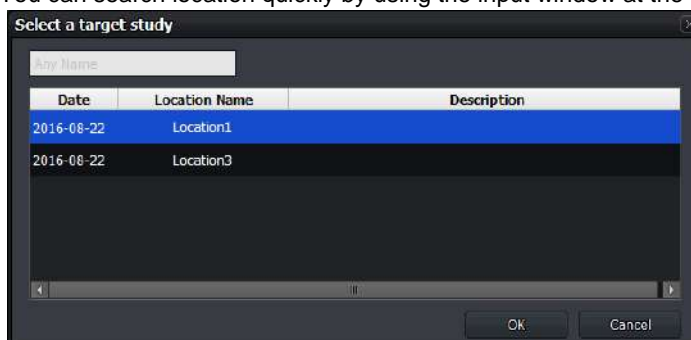 You can search location quickly by using the input window at the
Select a target study
Any Name
Date Location Name Description
2016-08-22 Location1
2016-08-22 Location3
OK Cancel